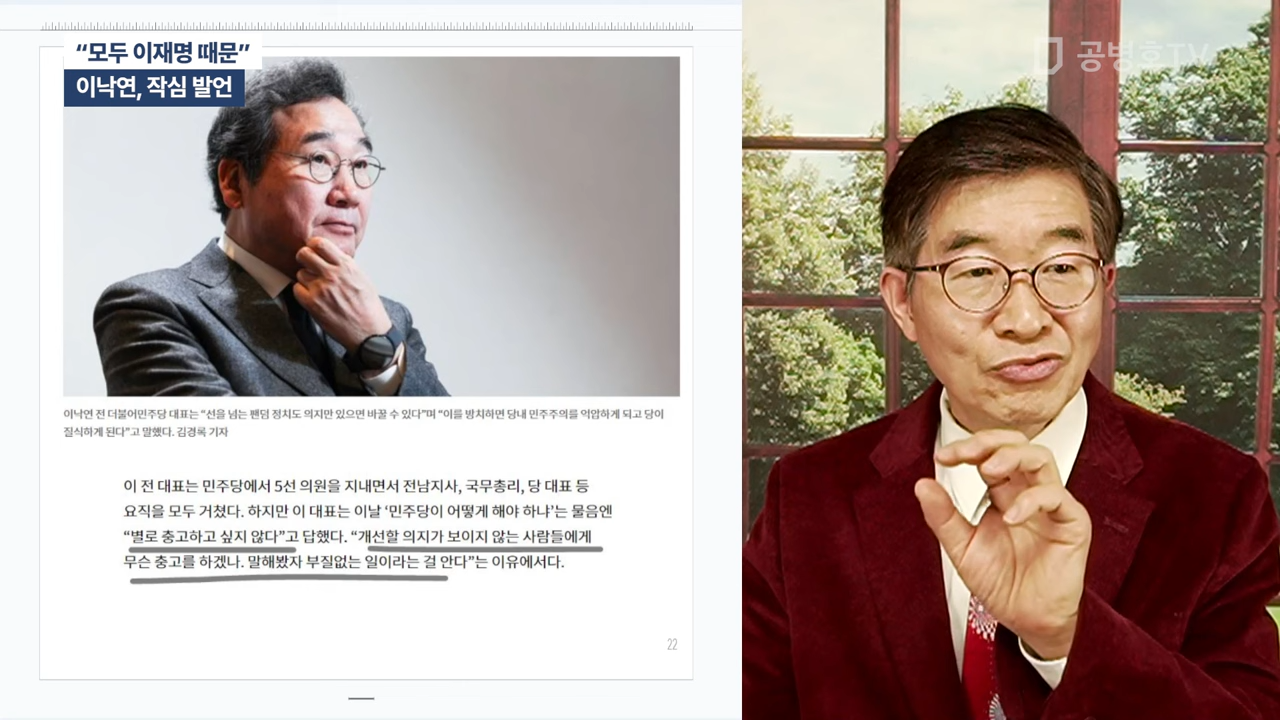 “모두 이재명 때문”
이낙연, 작심 발언
공병호TV
이낙연 전 더불어민주당 대표는 “선을 넘는 팬덤 정치도 의지만 있으면 바꿀 수 있다”며 “이를 방치하면 당내 민주주의를 억압하게 되고 당이
질식하게 된다”고 말했다. 김경록 기자
이 전 대표는 민주당에서 5선 의원을 지내면서 전남지사, 국무총리, 당 대표 등
요직을 모두 거쳤다. 하지만 이 대표는 이날 ‘민주당이 어떻게 해야 하나’는 물음엔
“별로 충고하고 싶지 않다”고 답했다. “개선할 의지가 보이지 않는 사람들에게
무슨 충고를 하겠나. 말해봤자 부질없는 일이라는 걸 안다”는 이유에서다.
22